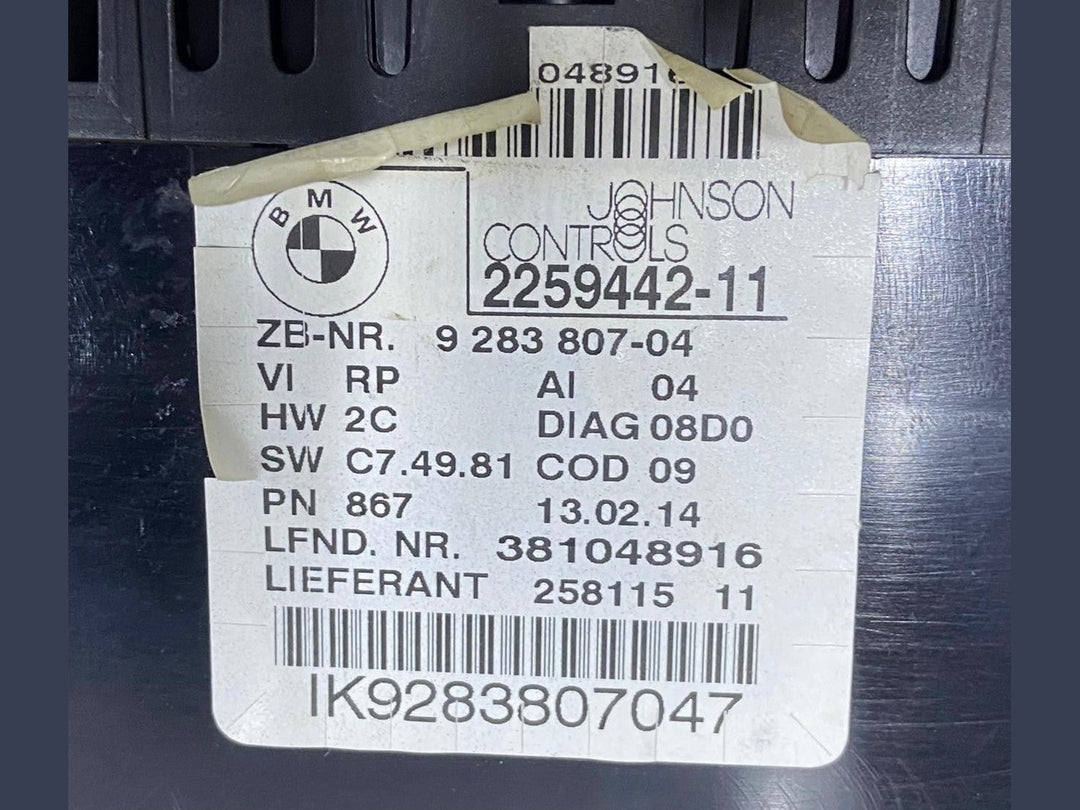 048916
BMW
JOHNSON
CONTROLS
2259442-11
ZB-NR. 9 283 807-04
VI RP AI 04
HW 2C DIAG 08D0
SW C7.49.81 COD 09
PN 867 13.02.14
LFND. NR. 381048916
LIEFERANT 258115 11
IK9283807047